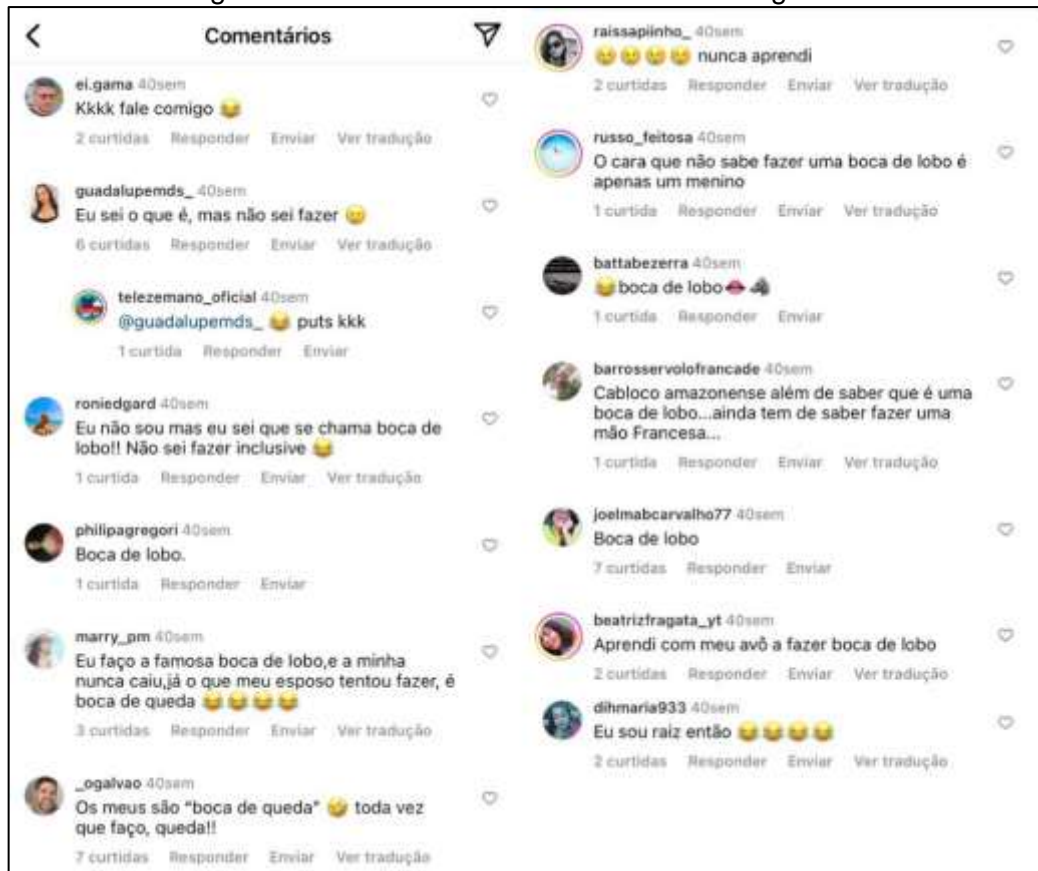 Comentários
ei.gama 40sem
Kkkk fale comigo 😂
2 curtidas Responder Enviar Ver tradução
guadalupemds_ 40sem
Eu sei o que é, mas não sei fazer 🥲
6 curtidas Responder Enviar Ver tradução
telezemano_oficial 40sem
@guadalupemds_ 😂 puts kkk
1 curtida Responder Enviar
roniedgard 40sem
Eu não sou mas eu sei que se chama boca de
lobo!! Não sei fazer inclusive 😂
1 curtida Responder Enviar Ver tradução
philipagregori 40sem
Boca de lobo.
1 curtida Responder Enviar
marry_pm 40sem
Eu faço a famosa boca de lobo,e a minha
nunca caiu,já o que meu esposo tentou fazer, é
boca de queda 😂😂😂😂
3 curtidas Responder Enviar Ver tradução
_ogalvao 40sem
Os meus são “boca de queda” 🤣 toda vez
que faço, queda!!
7 curtidas Responder Enviar Ver tradução
raissapiinho_ 40sem
😢😢😢😢 nunca aprendi
2 curtidas Responder Enviar Ver tradução
russo_feitosa 40sem
O cara que não sabe fazer uma boca de lobo é
apenas um menino
1 curtida Responder Enviar Ver tradução
battabezerra 40sem
😂boca de lobo👄🐺
1 curtida Responder Enviar
barrosservolofrancade 40sem
Cabloco amazonense além de saber que é uma
boca de lobo...ainda tem de saber fazer uma
mão Francesa...
1 curtida Responder Enviar Ver tradução
joelmabcarvalho77 40sem
Boca de lobo
7 curtidas Responder Enviar
beatrizfragata_yt 40sem
Aprendi com meu avô a fazer boca de lobo
2 curtidas Responder Enviar Ver tradução
dihmaria933 40sem
Eu sou raiz então 😂😂😂😂
2 curtidas Responder Enviar Ver tradução